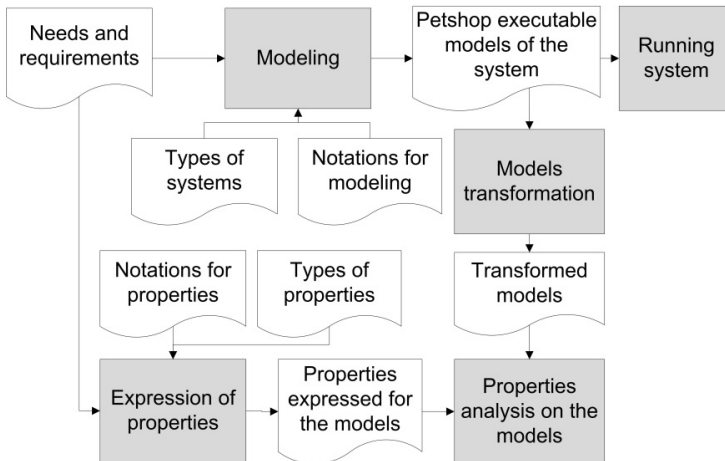 Needs and
requirements
Modeling
Petshop executable
models of the
system
Running
system
Types of
systems
Notations for
modeling
Models
transformation
Notations for
properties
Types of
properties
Transformed
models
Expression of
properties
Properties
expressed for
the models
Properties
analysis on the
models